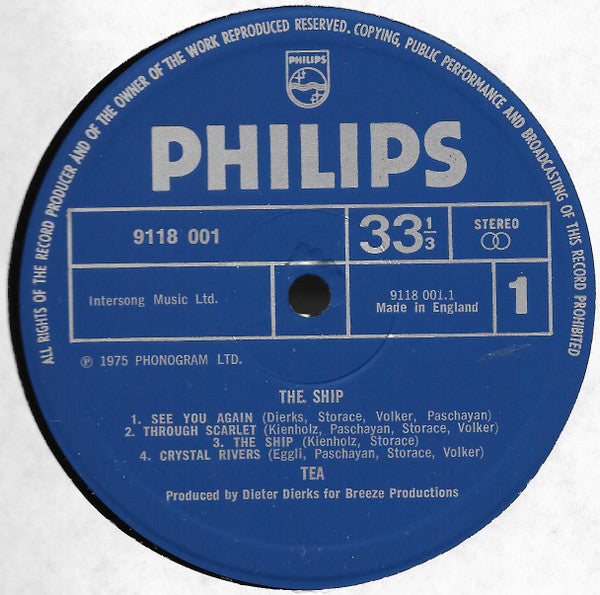 ALL RIGHTS OF THE RECORD PRODUCER AND OF THE OWNER OF THE WORK REPRODUCED RESERVED. COPYING, PUBLIC PERFORMANCE AND BROADCASTING OF THIS RECORD PROHIBITED
PHILIPS
PHILIPS
9118 001
33 1/3
STEREO
Intersong Music Ltd.
9118 001.1
Made in England
1
℗ 1975 PHONOGRAM LTD.
THE SHIP
1. SEE YOU AGAIN (Dierks, Storace, Volker, Paschayan)
2. THROUGH SCARLET (Kienholz, Paschayan, Storace, Volker)
3. THE SHIP (Kienholz, Storace)
4. CRYSTAL RIVERS (Eggli, Paschayan, Storace, Volker)
TEA
Produced by Dieter Dierks for Breeze Productions